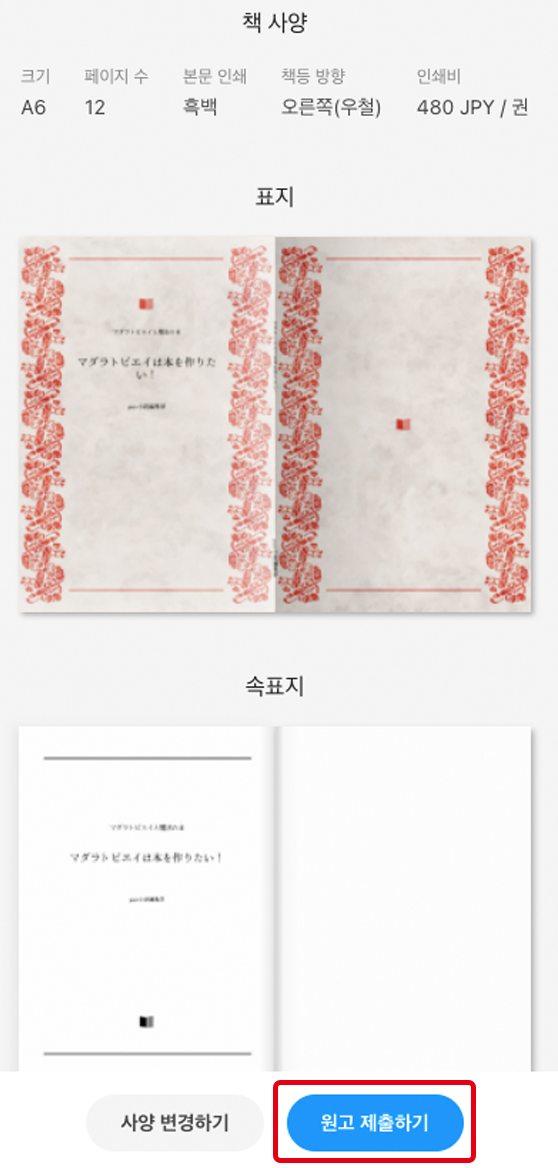 책 사양
크기 페이지 수 본문 인쇄 책등 방향 인쇄비
A6 12 흑백 오른쪽(우철) 480 JPY / 권
표지
マダラトビエイは本を作りた
い！
속표지
マダラトビエイは本を作りたい！
사양 변경하기 원고 제출하기